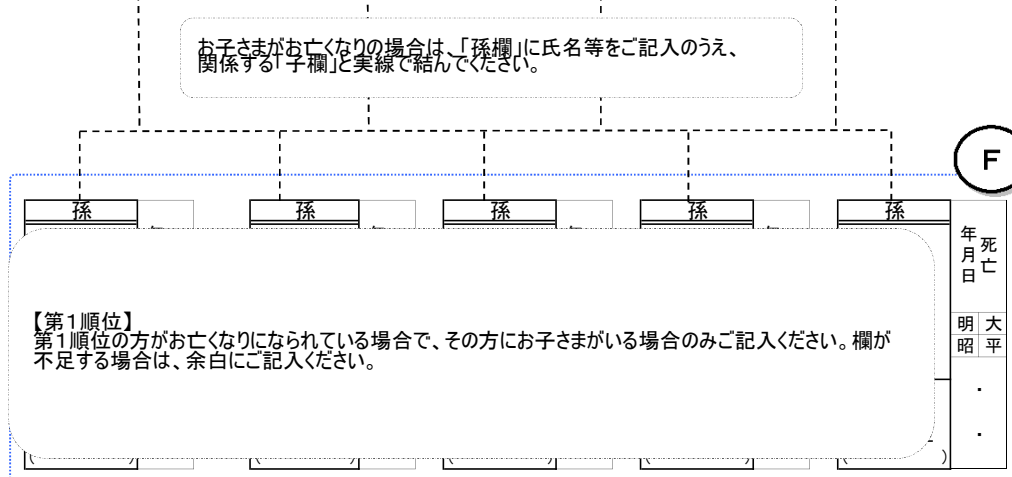 お子さまがお亡くなりの場合は、「孫欄」に氏名等をご記入のうえ、
関係する「子欄」と実線で結んでください。
F
孫 孫 孫 孫 孫
死亡
年月日
【第1順位】
第1順位の方がお亡くなりになられている場合で、その方にお子さまがいる場合のみご記入ください。欄が
不足する場合は、余白にご記入ください。
明 大
昭 平
・
・
( ) ( ) ( ) ( ) ( )